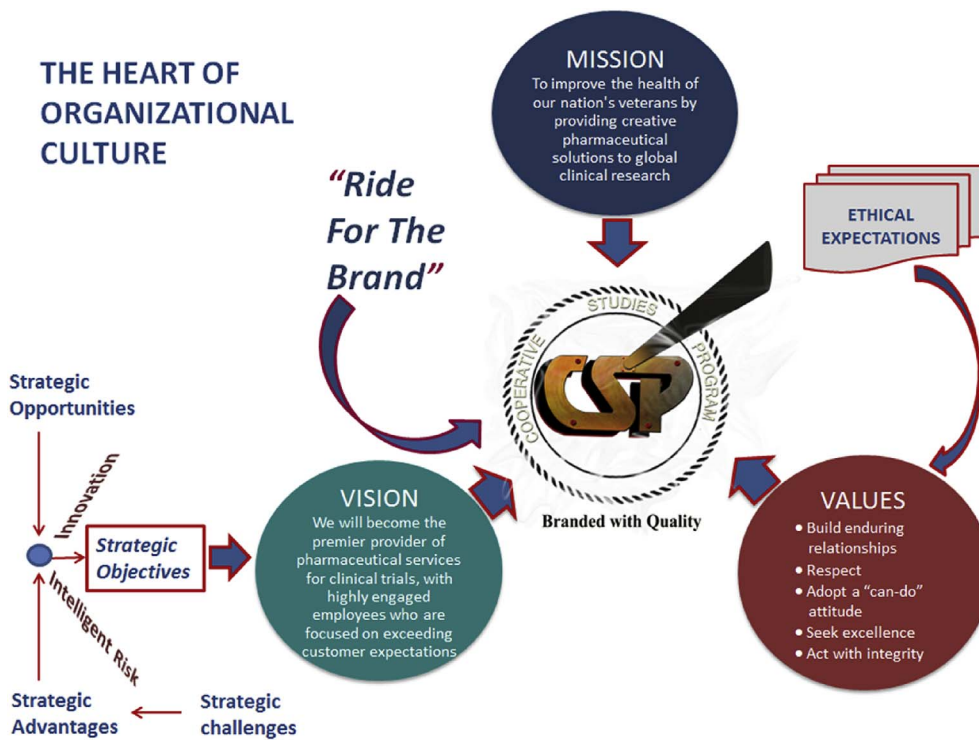 THE HEART OF
ORGANIZATIONAL
CULTURE
MISSION
To improve the health of
our nation's veterans by
providing creative
pharmaceutical
solutions to global
clinical research
“Ride
For The
Brand”
ETHICAL
EXPECTATIONS
COOPERATIVE
STUDIES
PROGRAM
CSP
Branded with Quality
Strategic
Opportunities
Innovation
Strategic
Objectives
Intelligent Risk
Strategic
Advantages
Strategic
challenges
VISION
We will become the
premier provider of
pharmaceutical services
for clinical trials, with
highly engaged
employees who are
focused on exceeding
customer expectations
VALUES
• Build enduring
relationships
• Respect
• Adopt a “can-do”
attitude
• Seek excellence
• Act with integrity